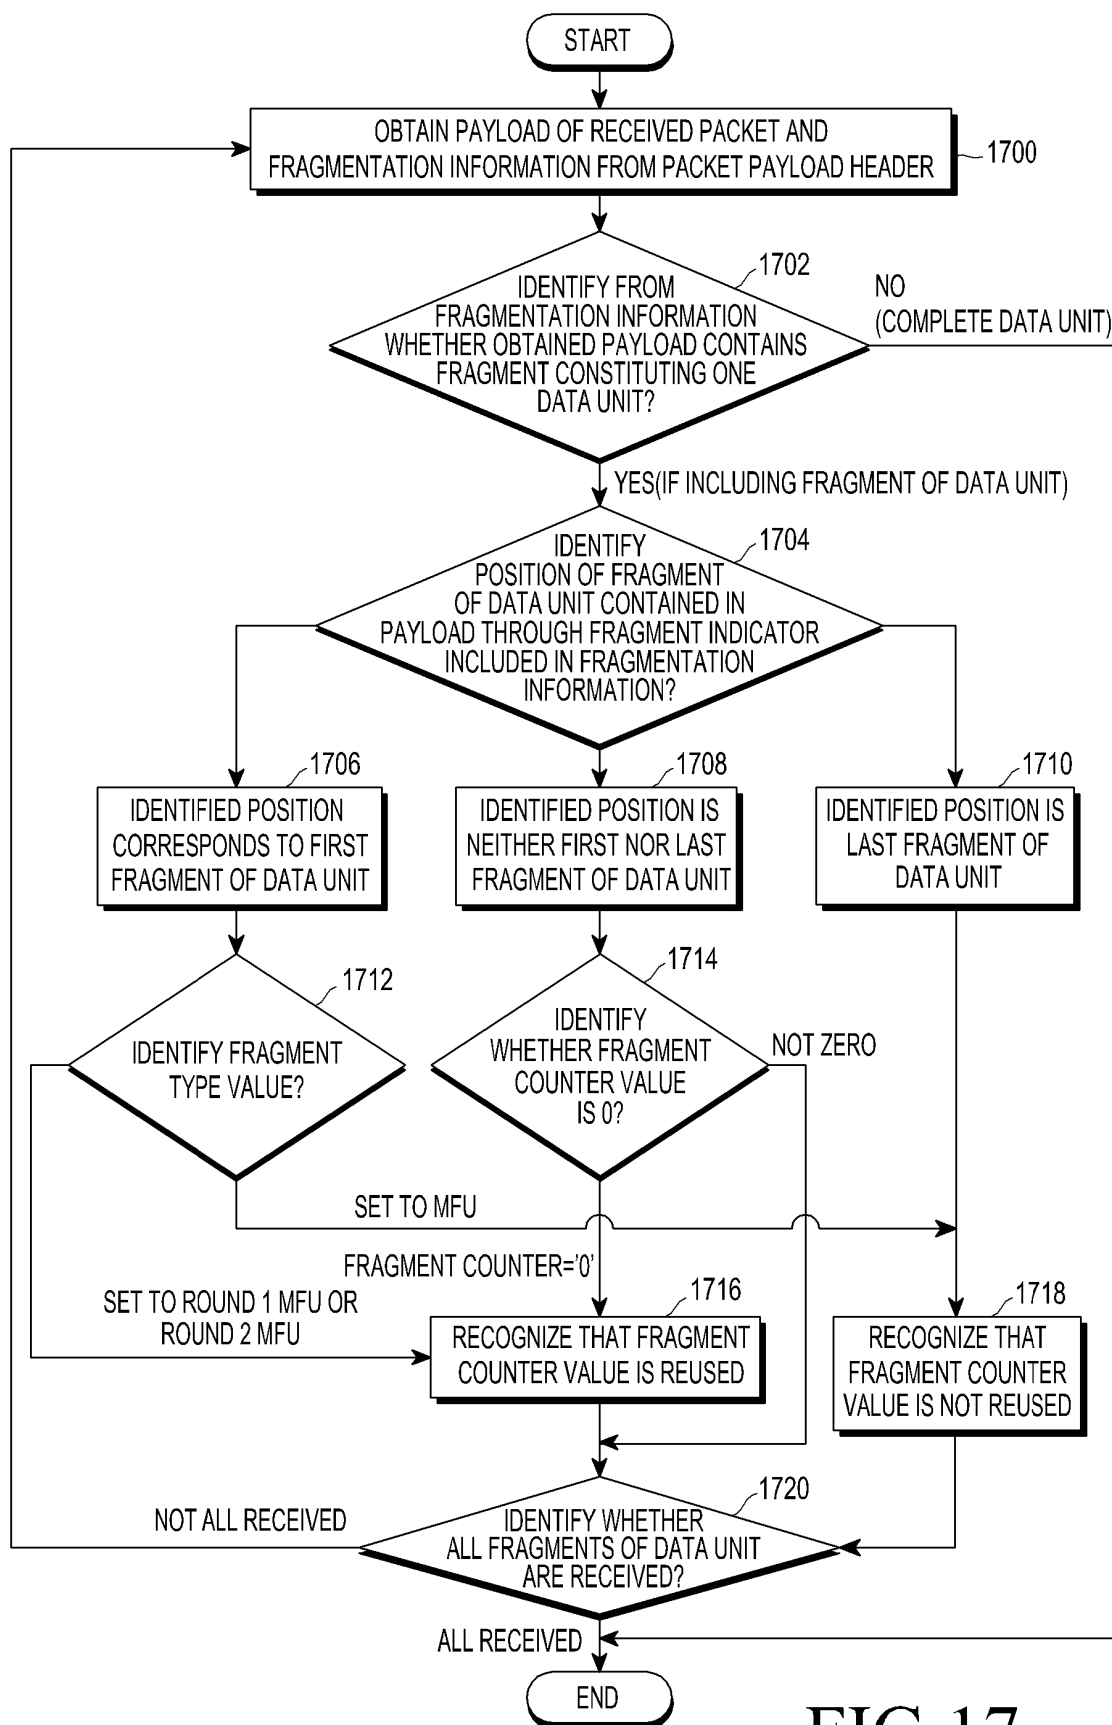 START
OBTAIN PAYLOAD OF RECEIVED PACKET AND
FRAGMENTATION INFORMATION FROM PACKET PAYLOAD HEADER
1700
1702
IDENTIFY FROM
FRAGMENTATION INFORMATION
WHETHER OBTAINED PAYLOAD CONTAINS
FRAGMENT CONSTITUTING ONE
DATA UNIT?
NO
(COMPLETE DATA UNIT)
YES(IF INCLUDING FRAGMENT OF DATA UNIT)
1704
IDENTIFY
POSITION OF FRAGMENT
OF DATA UNIT CONTAINED IN
PAYLOAD THROUGH FRAGMENT INDICATOR
INCLUDED IN FRAGMENTATION
INFORMATION?
1706
IDENTIFIED POSITION
CORRESPONDS TO FIRST
FRAGMENT OF DATA UNIT
1708
IDENTIFIED POSITION IS
NEITHER FIRST NOR LAST
FRAGMENT OF DATA UNIT
1710
IDENTIFIED POSITION IS
LAST FRAGMENT OF
DATA UNIT
1712
IDENTIFY FRAGMENT
TYPE VALUE?
1714
IDENTIFY
WHETHER FRAGMENT
COUNTER VALUE
IS 0?
NOT ZERO
SET TO MFU
FRAGMENT COUNTER='0'
SET TO ROUND 1 MFU OR
ROUND 2 MFU
1716
RECOGNIZE THAT FRAGMENT
COUNTER VALUE IS REUSED
1718
RECOGNIZE THAT
FRAGMENT COUNTER
VALUE IS NOT REUSED
1720
IDENTIFY WHETHER
ALL FRAGMENTS OF DATA UNIT
ARE RECEIVED?
NOT ALL RECEIVED
ALL RECEIVED
END
FIG.17